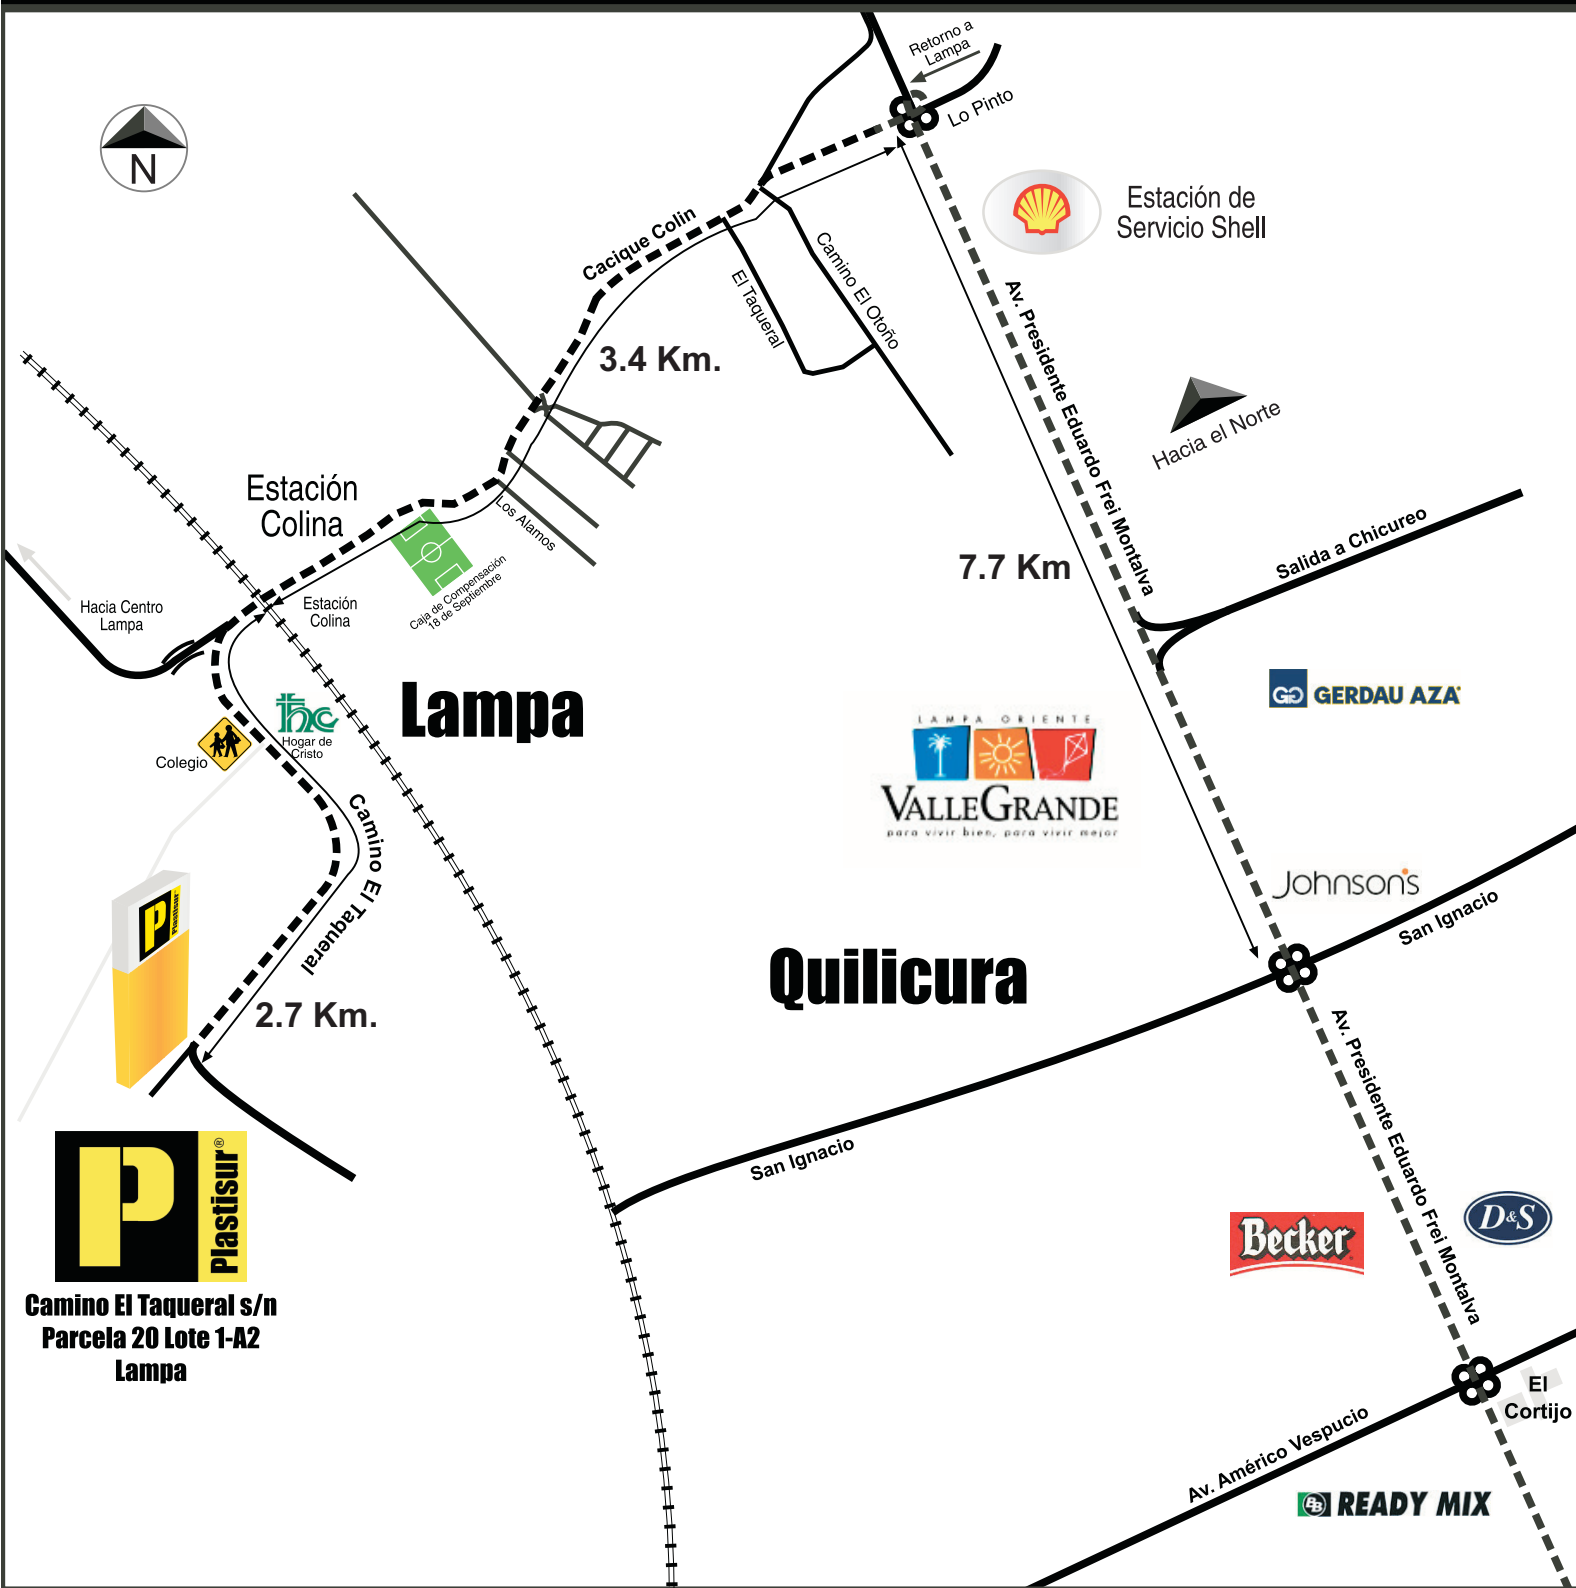 Retorno a
Lampa
Lo Pinto
N
Estación de
Servicio Shell
Cacique Colin
Camino El Otoño
El Taqueral
Av. Presidente Eduardo Frei Montalva
3.4 Km.
Hacia el Norte
Estación
Colina
Los Alamos
Salida a Chicureo
7.7 Km
Caja de Compensación
18 de Septiembre
Hacia Centro
Lampa
Estación
Colina
Lampa
GERDAU AZA
hc
Hogar de
Cristo
Colegio
LAMPA ORIENTE
VALLEGRANDE
para vivir bien, para vivir mejor
Camino El Taqueral
Johnson's
San Ignacio
P
Plastisur
Quilicura
2.7 Km.
Av. Presidente Eduardo Frei Montalva
San Ignacio
P
Plastisur®
Becker
D&S
Camino El Taqueral s/n
Parcela 20 Lote 1-A2
Lampa
El
Cortijo
Av. Américo Vespucio
BB READY MIX